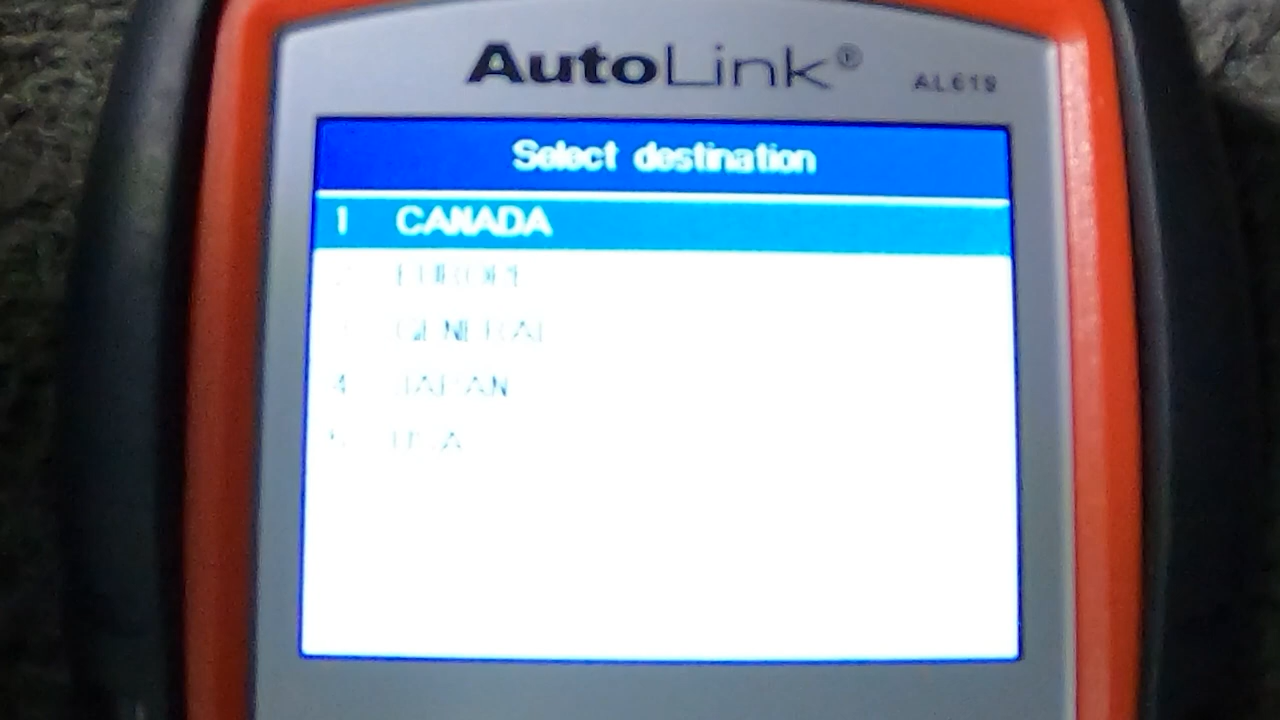 AutoLink®
AL619
Select destination
1 CANADA
2 EUROPE
3 GENERAL
4 JAPAN
5 USA